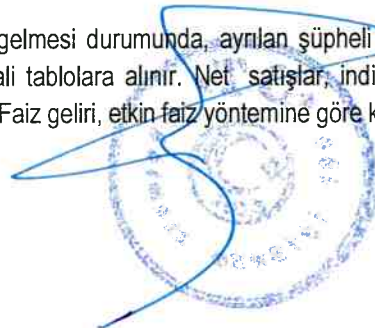 gelmesi durumunda, ayrılan şüpheli
ali tablolara alınır. Net satışlar, indi
Faiz geliri, etkin faiz yöntemine göre k